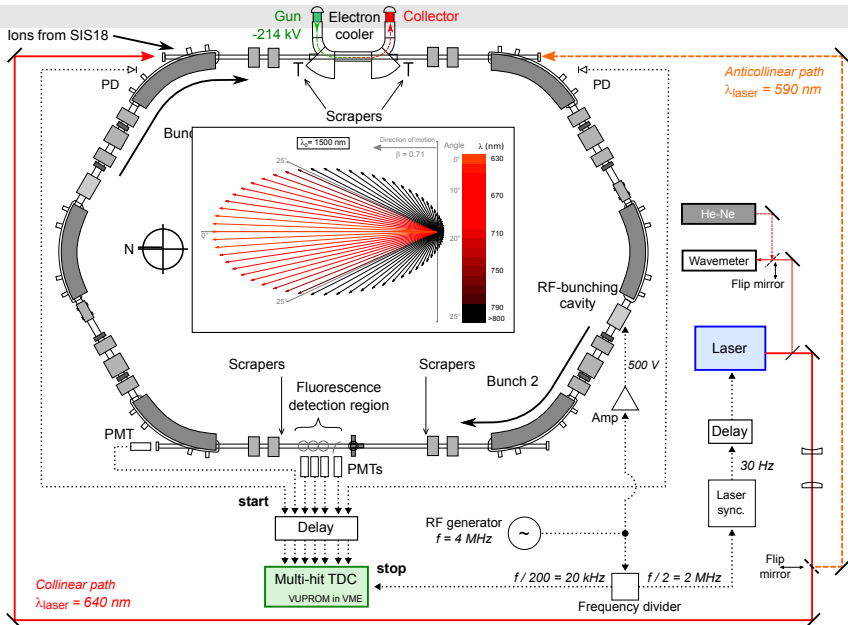 Gun
-214 kV
Electron
cooler
Collector
Ions from SIS18
PD
PD
Anticollinear path
λlaser = 590 nm
Scrapers
Bunc
λ0= 1500 nm
Direction of motion
β = 0.71
Angle
λ (nm)
25°
0°
25°
0°
10°
20°
25°
630
670
710
750
790
>800
N
He-Ne
Wavemeter
Flip mirror
RF-bunching
cavity
Laser
500 V
Scrapers
Fluorescence
detection region
Scrapers
Bunch 2
Amp
PMT
PMTs
Delay
30 Hz
start
Delay
Laser
sync.
RF generator
f = 4 MHz
~
stop
Multi-hit TDC
VUPROM in VME
f / 200 = 20 kHz
f / 2 = 2 MHz
Frequency divider
Flip
mirror
Collinear path
λlaser = 640 nm